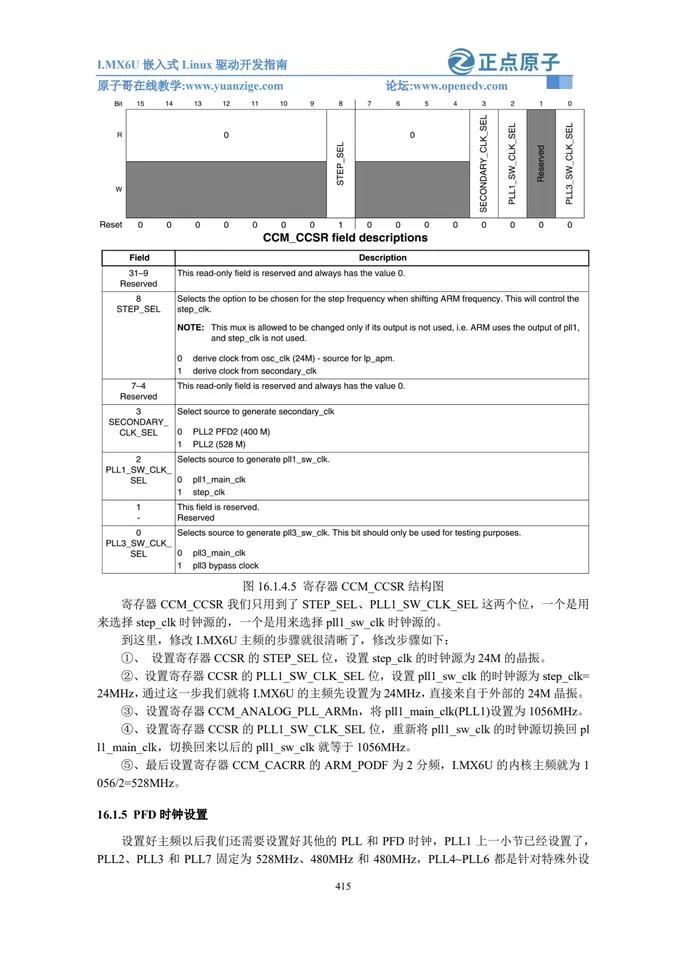 I.MX6U 嵌入式 Linux 驱动开发指南
正点原子
原子哥在线教学:www.yuanzige.com
论坛:www.openedv.com
Bit 15 14 13 12 11 10 9 8 7 6 5 4 3 2 1 0
R
0
0
STEP_SEL
SECONDARY_CLK_SEL
PLL1_SW_CLK_SEL
Reserved
PLL3_SW_CLK_SEL
W
Reset 0 0 0 0 0 0 0 1 0 0 0 0 0 0 0 0
CCM_CCSR field descriptions
Field Description
31–9
Reserved
This read-only field is reserved and always has the value 0.
8
STEP_SEL
Selects the option to be chosen for the step frequency when shifting ARM frequency. This will control the
step_clk.
NOTE: This mux is allowed to be changed only if its output is not used, i.e. ARM uses the output of pll1,
and step_clk is not used.
0 derive clock from osc_clk (24M) - source for lp_apm.
1 derive clock from secondary_clk
7–4
Reserved
This read-only field is reserved and always has the value 0.
3
SECONDARY_
CLK_SEL
Select source to generate secondary_clk
0 PLL2 PFD2 (400 M)
1 PLL2 (528 M)
2
PLL1_SW_CLK_
SEL
Selects source to generate pll1_sw_clk.
0 pll1_main_clk
1 step_clk
1
-
This field is reserved.
Reserved
0
PLL3_SW_CLK_
SEL
Selects source to generate pll3_sw_clk. This bit should only be used for testing purposes.
0 pll3_main_clk
1 pll3 bypass clock
图 16.1.4.5 寄存器 CCM_CCSR 结构图
寄存器 CCM_CCSR 我们只用到了 STEP_SEL、PLL1_SW_CLK_SEL 这两个位，一个是用
来选择 step_clk 时钟源的，一个是用来选择 pll1_sw_clk 时钟源的。
到这里，修改 I.MX6U 主频的步骤就很清晰了，修改步骤如下：
①、 设置寄存器 CCSR 的 STEP_SEL 位，设置 step_clk 的时钟源为 24M 的晶振。
②、设置寄存器 CCSR 的 PLL1_SW_CLK_SEL 位，设置 pll1_sw_clk 的时钟源为 step_clk=
24MHz，通过这一步我们就将 I.MX6U 的主频先设置为 24MHz，直接来自于外部的 24M 晶振。
③、设置寄存器 CCM_ANALOG_PLL_ARMn，将 pll1_main_clk(PLL1)设置为 1056MHz。
④、设置寄存器 CCSR 的 PLL1_SW_CLK_SEL 位，重新将 pll1_sw_clk 的时钟源切换回 pl
l1_main_clk，切换回来以后的 pll1_sw_clk 就等于 1056MHz。
⑤、最后设置寄存器 CCM_CACRR 的 ARM_PODF 为 2 分频，I.MX6U 的内核主频就为 1
056/2=528MHz。
16.1.5 PFD 时钟设置
设置好主频以后我们还需要设置好其他的 PLL 和 PFD 时钟，PLL1 上一小节已经设置了，
PLL2、PLL3 和 PLL7 固定为 528MHz、480MHz 和 480MHz，PLL4~PLL6 都是针对特殊外设
415